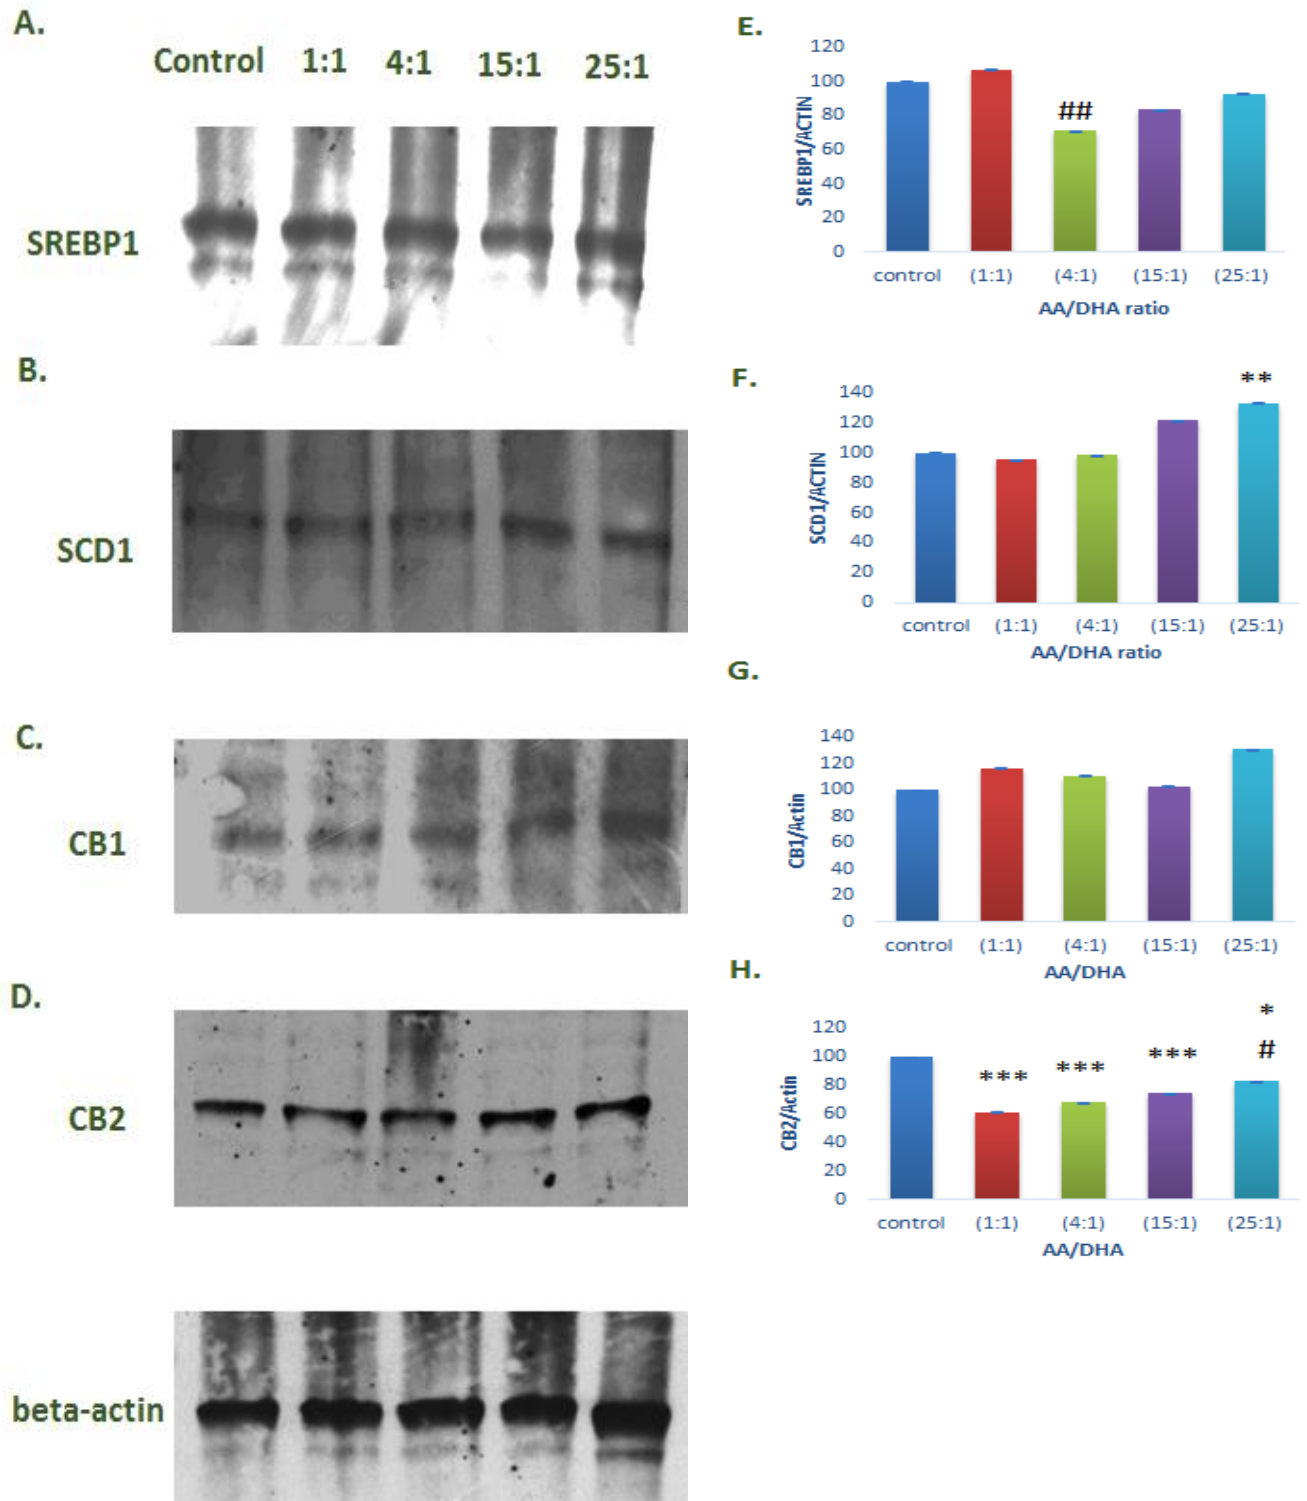 A.
Control 1:1 4:1 15:1 25:1
SREBP1
B.
SCD1
C.
CB1
D.
CB2
beta-actin
E.
120
100
80
60
40
20
0
SREBP1/ACTIN
##
control (1:1) (4:1) (15:1) (25:1)
AA/DHA ratio
F.
140
120
100
80
60
40
20
0
SCD1/ACTIN
**
control (1:1) (4:1) (15:1) (25:1)
AA/DHA ratio
G.
140
120
100
80
60
40
20
0
CB1/Actin
control (1:1) (4:1) (15:1) (25:1)
AA/DHA
H.
120
100
80
60
40
20
0
CB2/Actin
*** *** *** *
#
control (1:1) (4:1) (15:1) (25:1)
AA/DHA